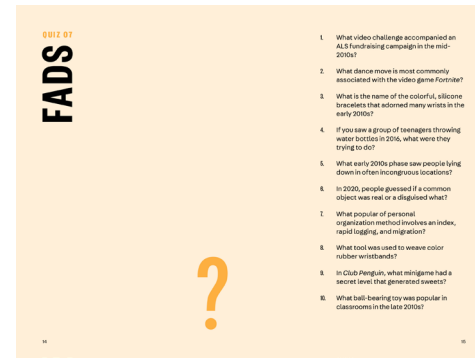 QUIZ 07
FADS
1. What video challenge accompanied an
ALS fundraising campaign in the mid-
2010s?
2. What dance move is most commonly
associated with the video game Fortnite?
3. What is the name of the colorful, silicone
bracelets that adorned many wrists in the
early 2010s?
4. If you saw a group of teenagers throwing
water bottles in 2016, what were they
trying to do?
5. What early 2010s phase saw people lying
down in often incongruous locations?
6. In 2020, people guessed if a common
object was real or a disguised what?
7. What popular of personal
organization method involves an index,
rapid logging, and migration?
8. What tool was used to weave color
rubber wristbands?
9. In Club Penguin, what minigame had a
secret level that generated sweets?
10. What ball-bearing toy was popular in
classrooms in the late 2010s?
?
14
15